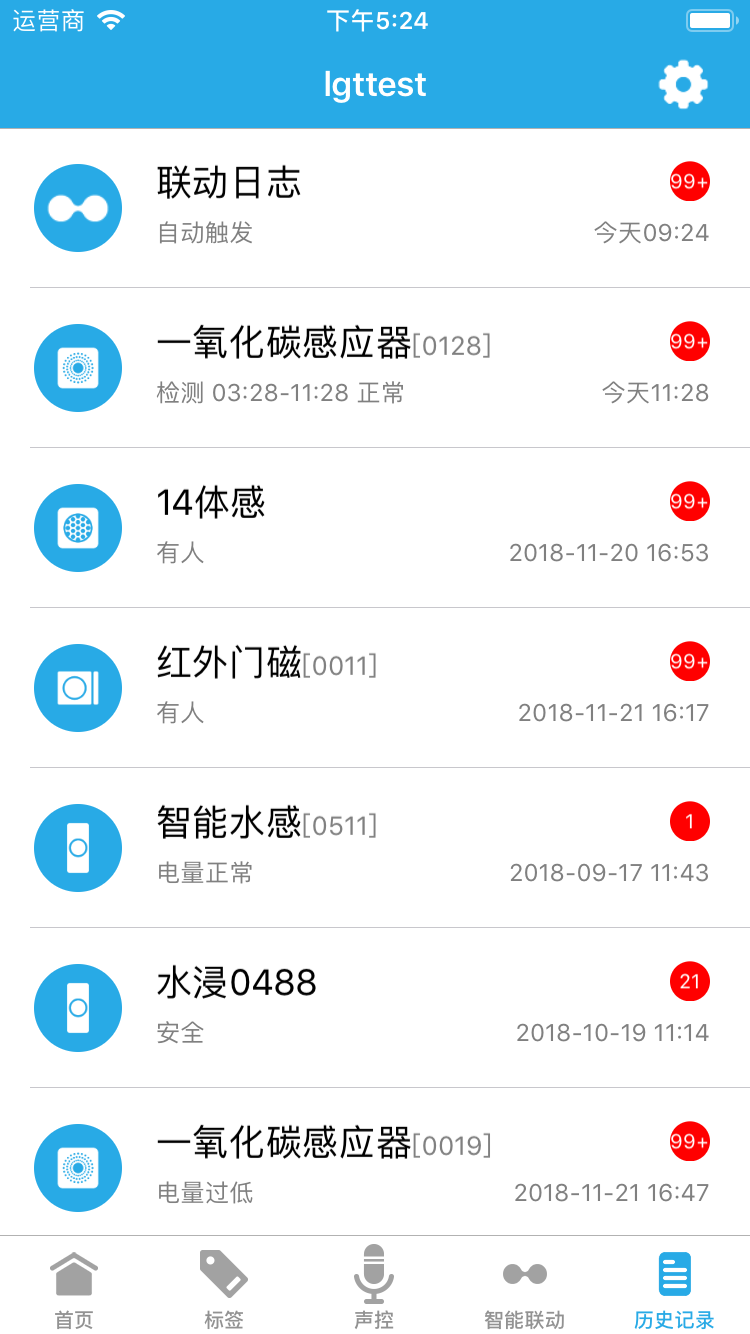 运营商 下午5:24
lgttest
联动日志 99+
自动触发 今天09:24
一氧化碳感应器[0128] 99+
检测 03:28-11:28 正常 今天11:28
14体感 99+
有人 2018-11-20 16:53
红外门磁[0011] 99+
有人 2018-11-21 16:17
智能水感[0511] 1
电量正常 2018-09-17 11:43
水浸0488 21
安全 2018-10-19 11:14
一氧化碳感应器[0019] 99+
电量过低 2018-11-21 16:47
首页 标签 声控 智能联动 历史记录